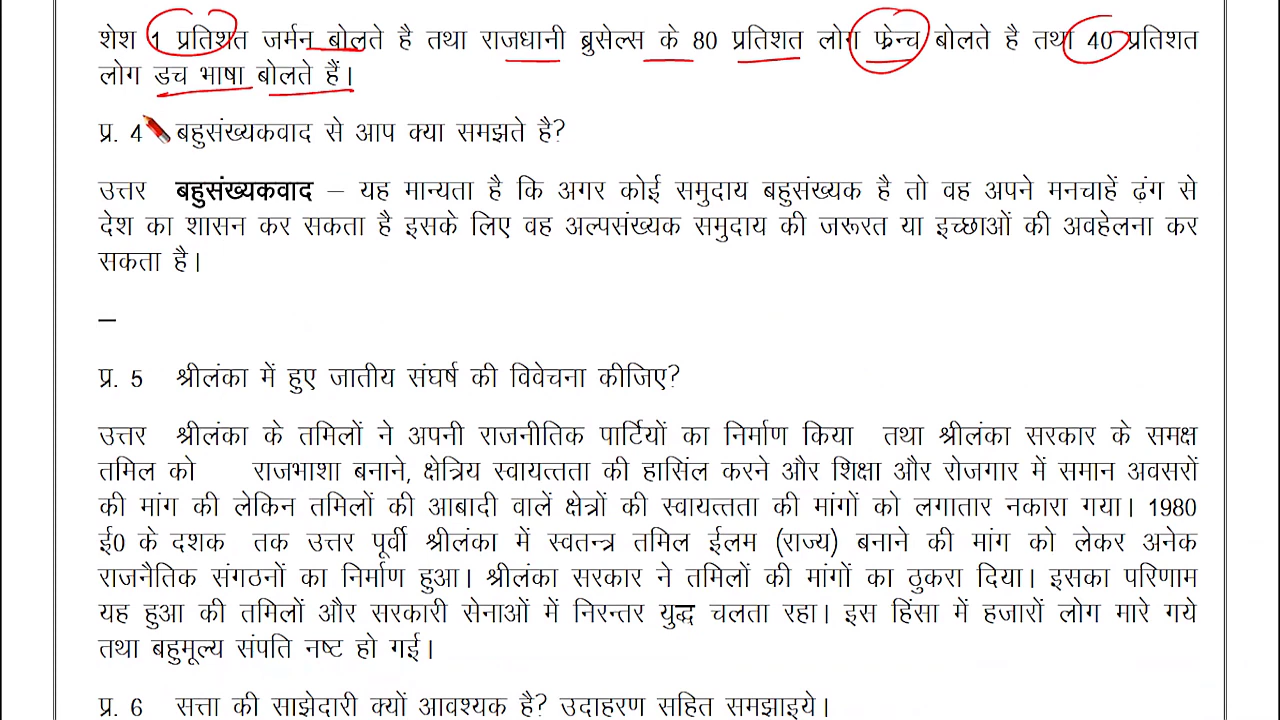 शेश 1 प्रतिशत जर्मन बोलते है तथा राजधानी ब्रुसेल्स के 80 प्रतिशत लोग फ्रेन्च बोलते है तथा 40 प्रतिशत
लोग डच भाषा बोलते हैं।
प्र. 4 बहुसंख्यकवाद से आप क्या समझते है?
उत्तर बहुसंख्यकवाद – यह मान्यता है कि अगर कोई समुदाय बहुसंख्यक है तो वह अपने मनचाहें ढ़ंग से
देश का शासन कर सकता है इसके लिए वह अल्पसंख्यक समुदाय की जरूरत या इच्छाओं की अवहेलना कर
सकता है।
–
प्र. 5 श्रीलंका में हुए जातीय संघर्ष की विवेचना कीजिए?
उत्तर श्रीलंका के तमिलों ने अपनी राजनीतिक पार्टियों का निर्माण किया तथा श्रीलंका सरकार के समक्ष
तमिल को राजभाशा बनाने, क्षेत्रिय स्वायत्तता की हासिंल करने और शिक्षा और रोजगार में समान अवसरों
की मांग की लेकिन तमिलों की आबादी वालें क्षेत्रों की स्वायत्तता की मांगों को लगातार नकारा गया। 1980
ई0 के दशक तक उत्तर पूर्वी श्रीलंका में स्वतन्त्र तमिल ईलम (राज्य) बनाने की मांग को लेकर अनेक
राजनैतिक संगठनों का निर्माण हुआ। श्रीलंका सरकार ने तमिलों की मांगों का ठुकरा दिया। इसका परिणाम
यह हुआ की तमिलों और सरकारी सेनाओं में निरन्तर युद्ध चलता रहा। इस हिंसा में हजारों लोग मारे गये
तथा बहुमूल्य संपति नष्ट हो गई।
प्र. 6 सत्ता की साझेदारी क्यों आवश्यक है? उदाहरण सहित समझाइये।